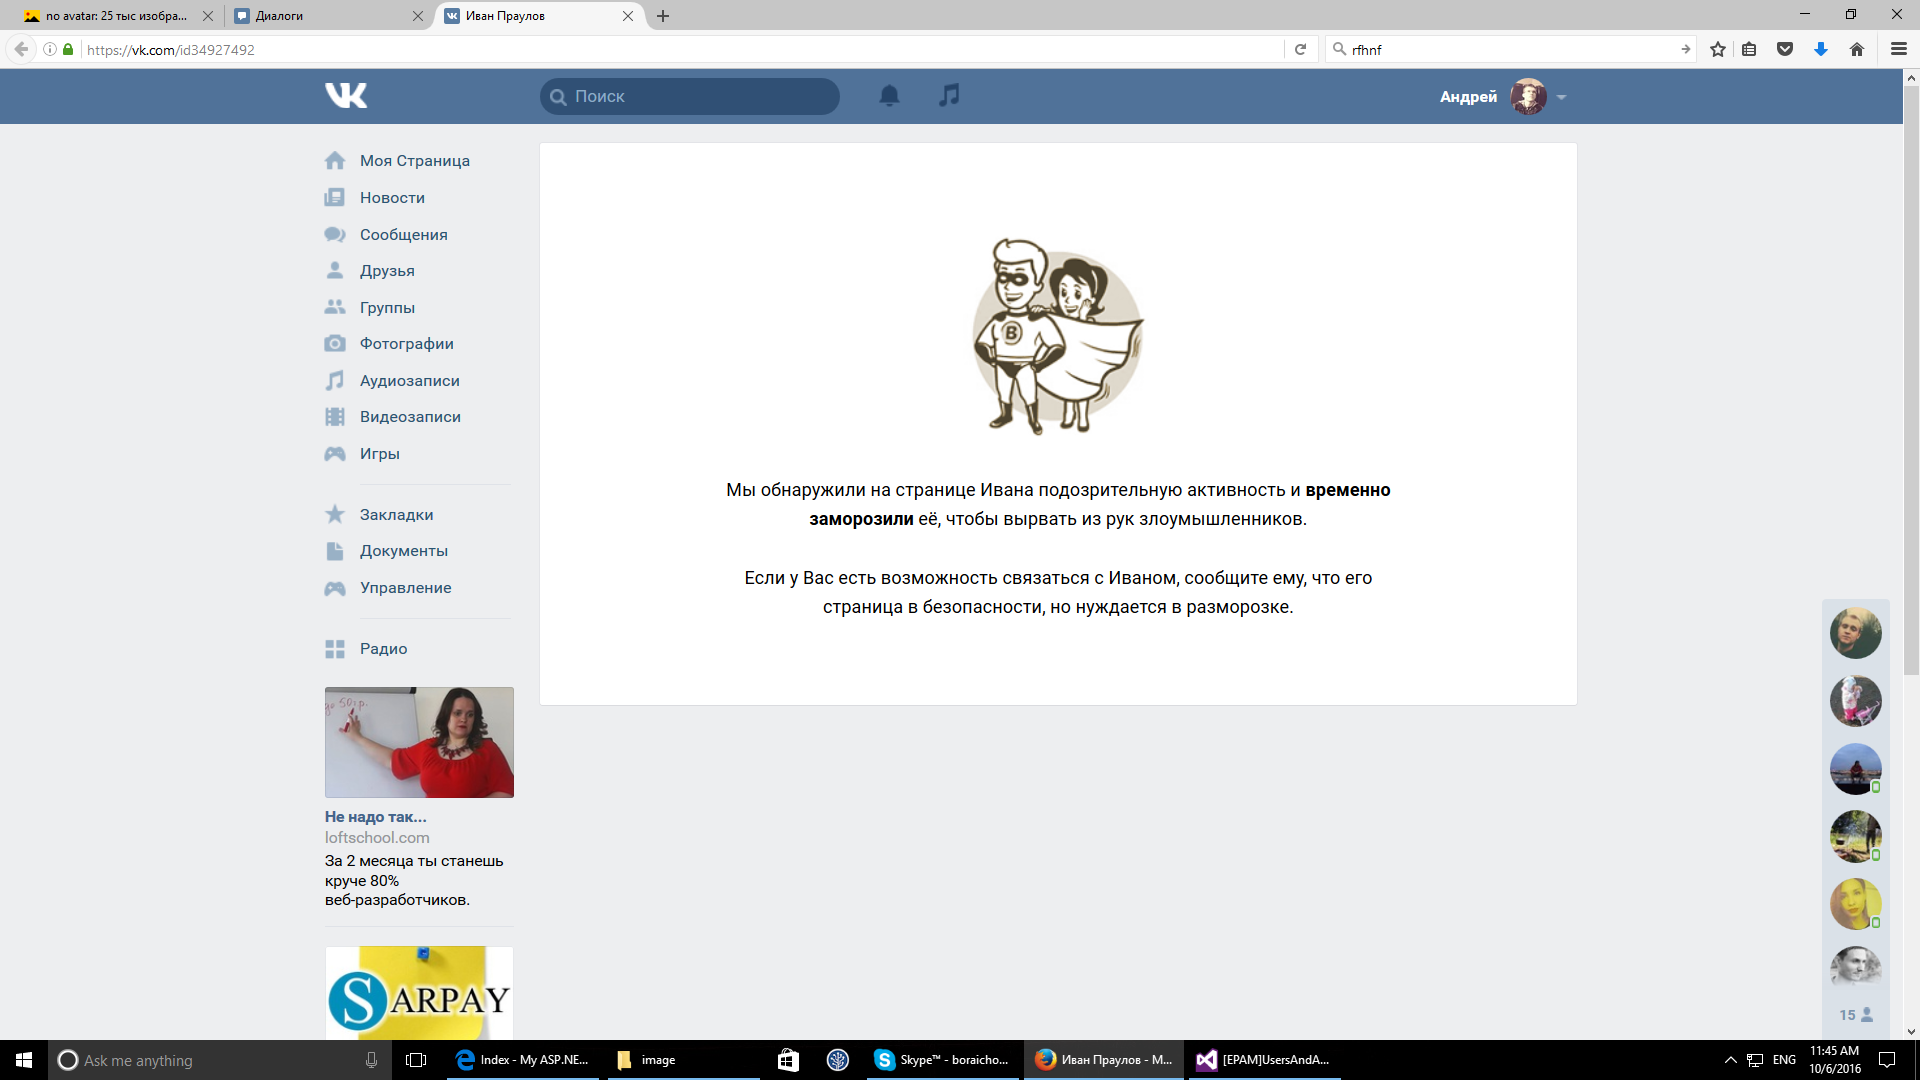 no avatar: 25 тыс изобра...
Диалоги
Иван Праулов
https://vk.com/id34927492
rfhnf
Поиск
Андрей
Моя Страница
Новости
Сообщения
Друзья
Группы
Фотографии
Аудиозаписи
Видеозаписи
Игры
Закладки
Документы
Управление
Радио
В
Мы обнаружили на странице Ивана подозрительную активность и временно
заморозили её, чтобы вырвать из рук злоумышленников.
Если у Вас есть возможность связаться с Иваном, сообщите ему, что его
страница в безопасности, но нуждается в разморозке.
до 50т.р.
Не надо так...
loftschool.com
За 2 месяца ты станешь
круче 80%
веб-разработчиков.
SARPAY
15
Ask me anything
Index - My ASP.NE...
image
Skype™ - boraicho...
Иван Праулов - M...
[EPAM]UsersAndA...
ENG
11:45 AM
10/6/2016